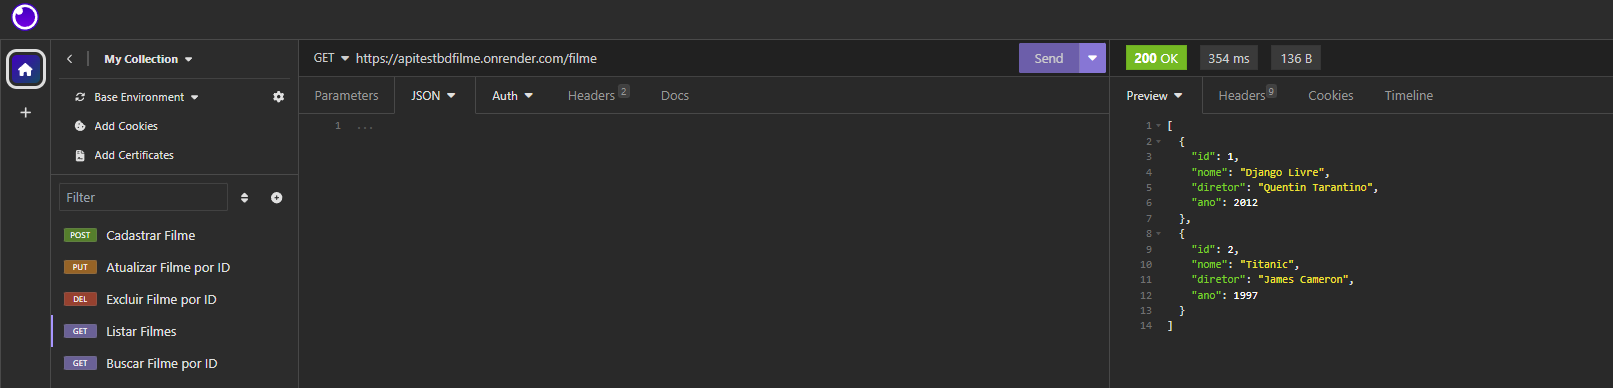 My Collection
Base Environment
Add Cookies
Add Certificates
Filter
POST Cadastrar Filme
PUT Atualizar Filme por ID
DEL Excluir Filme por ID
GET Listar Filmes
GET Buscar Filme por ID
GET https://apitestbdfilme.onrender.com/filme Send
Parameters JSON Auth Headers 2 Docs
1 ...
200 OK 354 ms 136 B
Preview Headers 9 Cookies Timeline
1 [
2 {
3 "id": 1,
4 "nome": "Django Livre",
5 "diretor": "Quentin Tarantino",
6 "ano": 2012
7 },
8 {
9 "id": 2,
10 "nome": "Titanic",
11 "diretor": "James Cameron",
12 "ano": 1997
13 }
14 ]